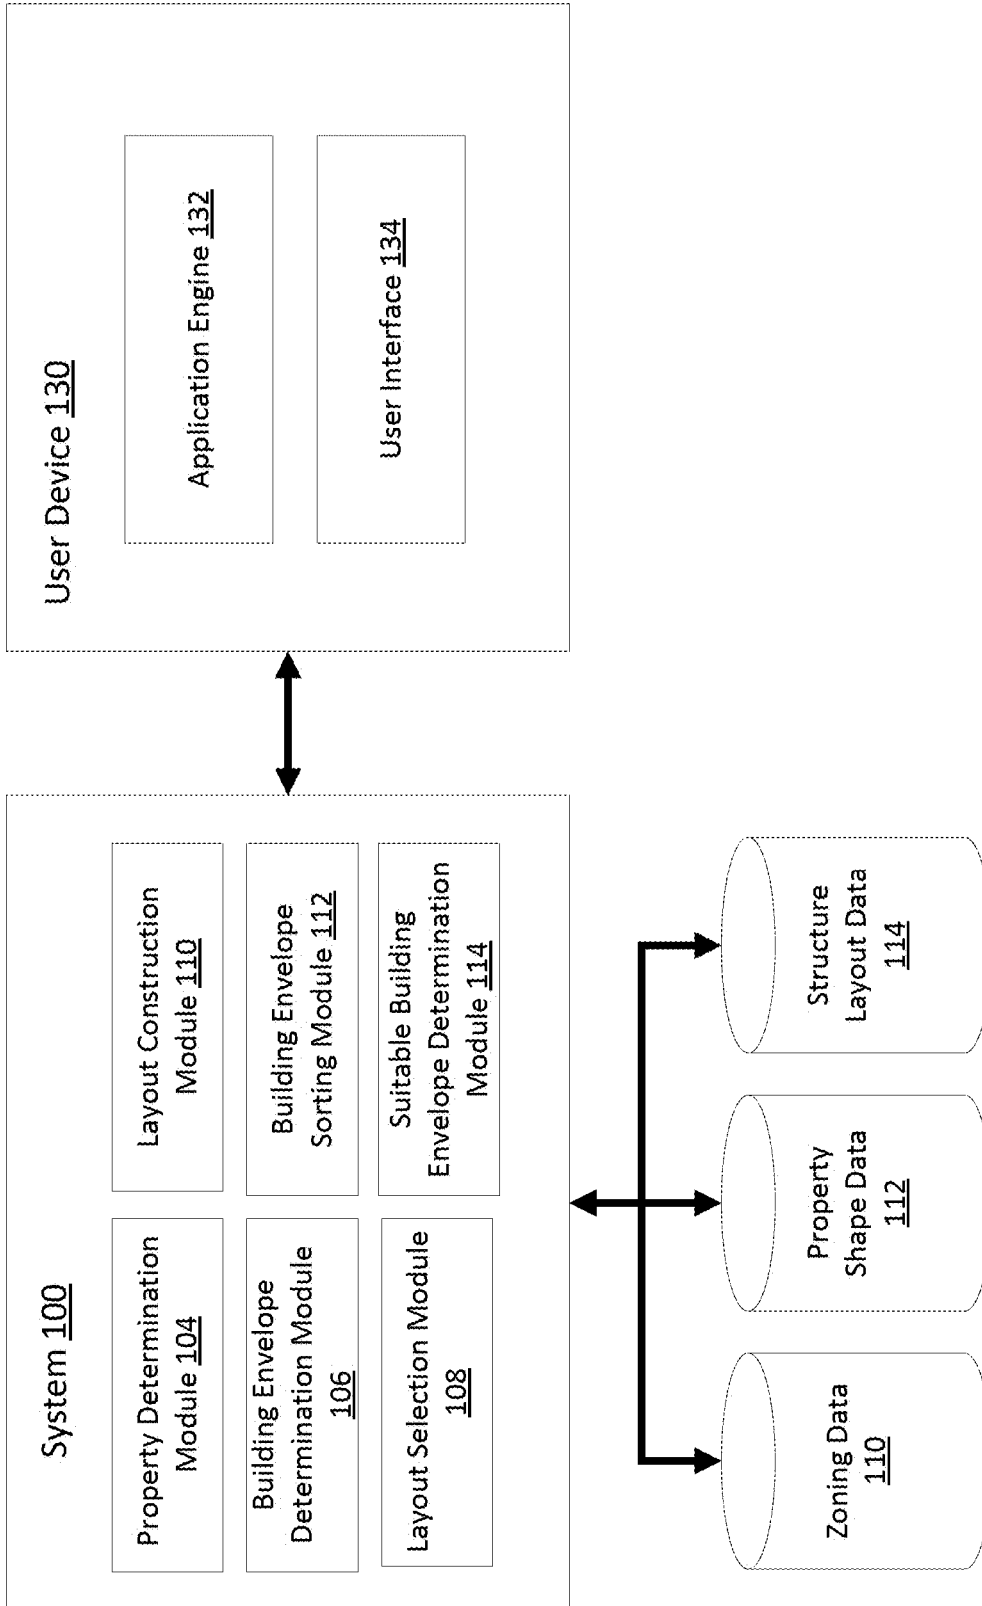 System 100
Property Determination
Module 104
Layout Construction
Module 110
Building Envelope
Determination Module
106
Building Envelope
Sorting Module 112
Layout Selection Module
108
Suitable Building
Envelope Determination
Module 114
User Device 130
Application Engine 132
User Interface 134
Zoning Data
110
Property
Shape Data
112
Structure
Layout Data
114